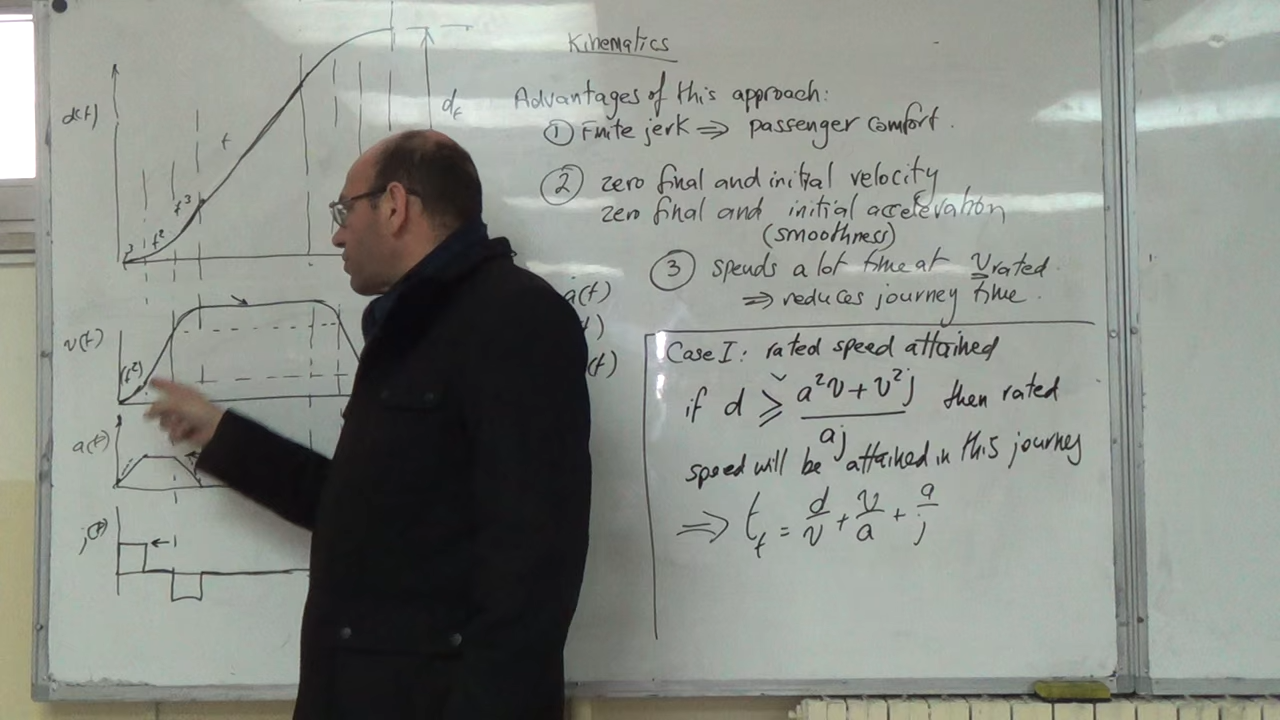 Kinematics
d(t)
d_f
t
t³
t²
Advantages of this approach:
① Finite jerk ⇒ passenger comfort.
② zero final and initial velocity
zero final and initial acceleration
(smoothness)
③ spends a lot time at v rated.
⇒ reduces journey time.
v(t)
(t²)
a(t)
j(t)
(t)
Case I: rated speed attained
if d ≥ (a²v + v²j) / aj then rated
speed will be attained in this journey
⇒ t_f = d/v + v/a + a/j